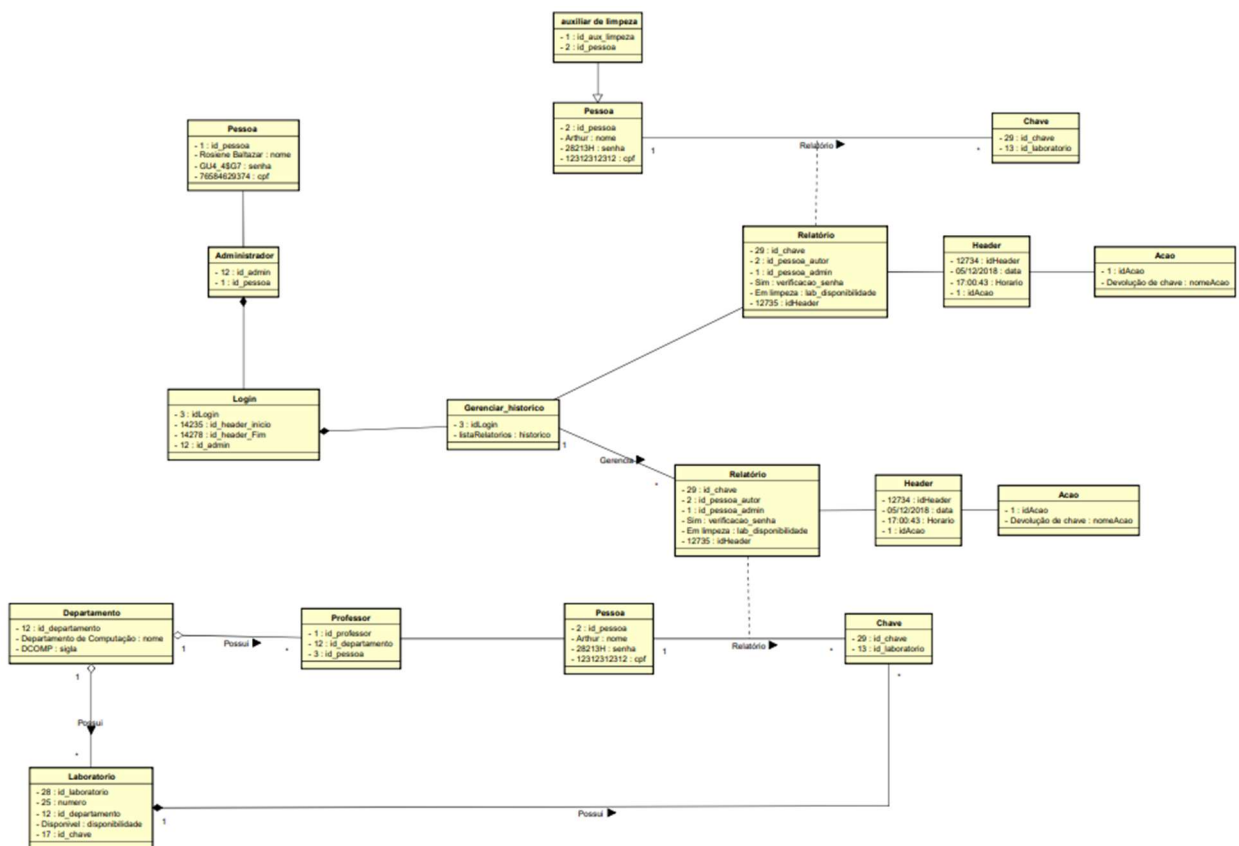 auxiliar de limpeza
- 1 : id_aux_limpeza
- 2 : id_pessoa
Pessoa
- 2 : id_pessoa
- Arthur : nome
- 28213H : senha
- 12312312312 : cpf
1
Relatório
*
Chave
- 29 : id_chave
- 13 : id_laboratorio
Pessoa
- 1 : id_pessoa
- Rosiene Baltazar : nome
- GU4_4$G7 : senha
- 76584629374 : cpf
Administrador
- 12 : id_admin
- 1 : id_pessoa
Relatório
- 29 : id_chave
- 2 : id_pessoa_autor
- 1 : id_pessoa_admin
- Sim : verificacao_senha
- Em limpeza : lab_disponibilidade
- 12735 : idHeader
Header
- 12734 : idHeader
- 05/12/2018 : data
- 17:00:43 : Horario
- 1 : idAcao
Acao
- 1 : idAcao
- Devolução de chave : nomeAcao
Login
- 3 : idLogin
- 14235 : id_header_inicio
- 14278 : id_header_Fim
- 12 : id_admin
Gerenciar_historico
- 3 : idLogin
- listaRelatorios : historico
1
Gerencia
*
Relatório
- 29 : id_chave
- 2 : id_pessoa_autor
- 1 : id_pessoa_admin
- Sim : verificacao_senha
- Em limpeza : lab_disponibilidade
- 12735 : idHeader
Header
- 12734 : idHeader
- 05/12/2018 : data
- 17:00:43 : Horario
- 1 : idAcao
Acao
- 1 : idAcao
- Devolução de chave : nomeAcao
Departamento
- 12 : id_departamento
- Departamento de Computação : nome
- DCOMP : sigla
1
Possui
*
Professor
- 1 : id_professor
- 12 : id_departamento
- 3 : id_pessoa
Pessoa
- 2 : id_pessoa
- Arthur : nome
- 28213H : senha
- 12312312312 : cpf
1
Relatório
*
Chave
- 29 : id_chave
- 13 : id_laboratorio
*
1
Possui
*
Laboratorio
- 28 : id_laboratorio
- 25 : numero
- 12 : id_departamento
- Disponivel : disponibilidade
- 17 : id_chave
1
Possui